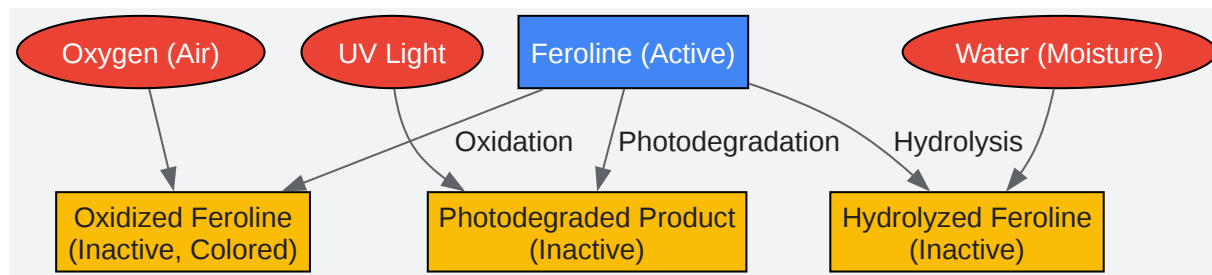 Oxygen (Air)
UV Light
Feroline (Active)
Water (Moisture)
Oxidation
Photodegradation
Hydrolysis
Oxidized Feroline
(Inactive, Colored)
Photodegraded Product
(Inactive)
Hydrolyzed Feroline
(Inactive)